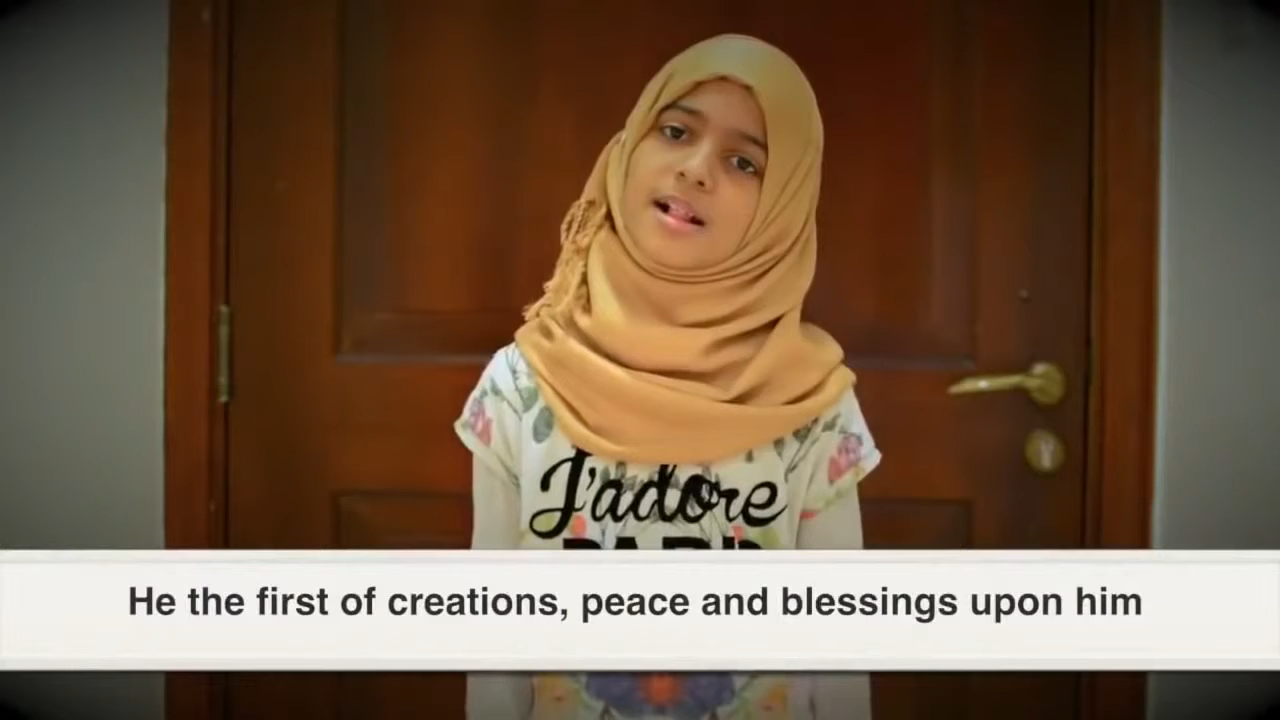 J'adore
He the first of creations, peace and blessings upon him